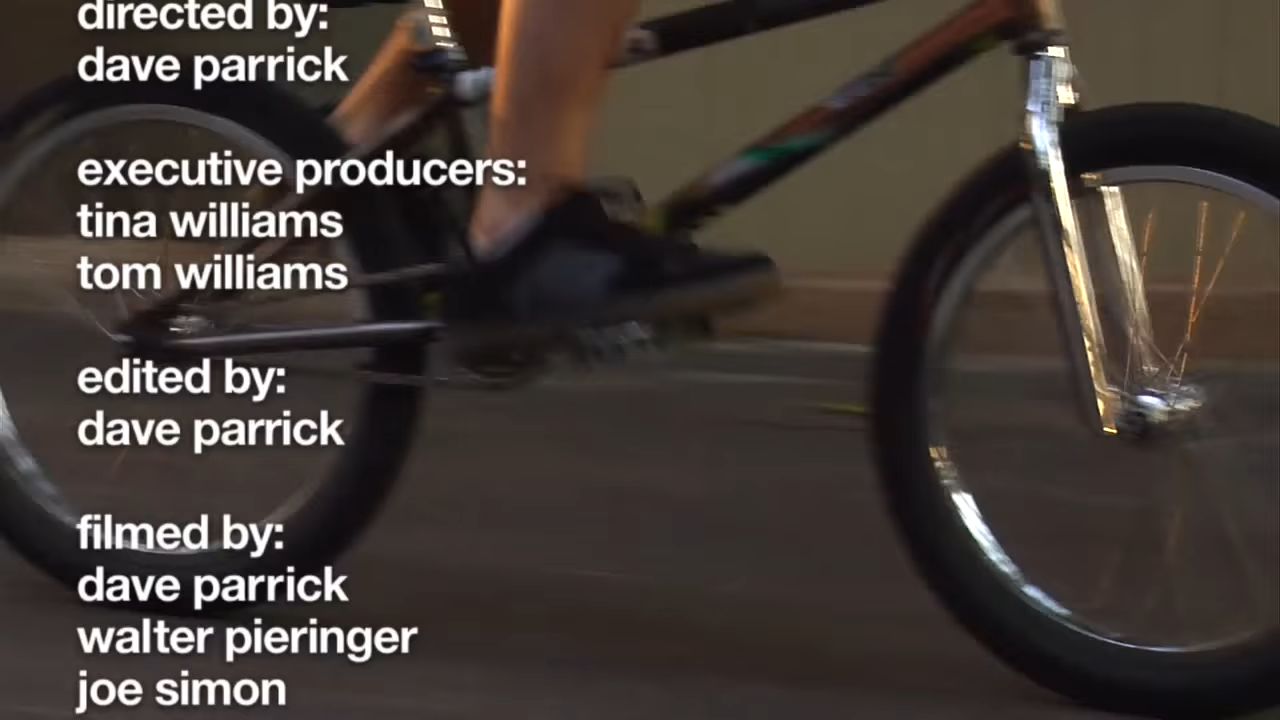 directed by:
dave parrick
executive producers:
tina williams
tom williams
edited by:
dave parrick
filmed by:
dave parrick
walter pieringer
joe simon